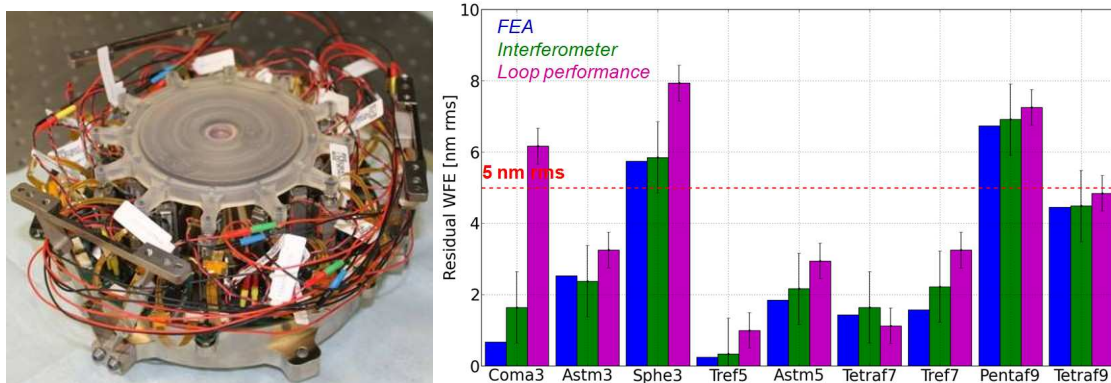 10
FEA
Interferometer
Loop performance
8
6
5 nm rms
4
2
0
Residual WFE [nm rms]
Coma3 Astm3 Sphe3 Tref5 Astm5 Tetraf7 Tref7 Pentaf9 Tetraf9